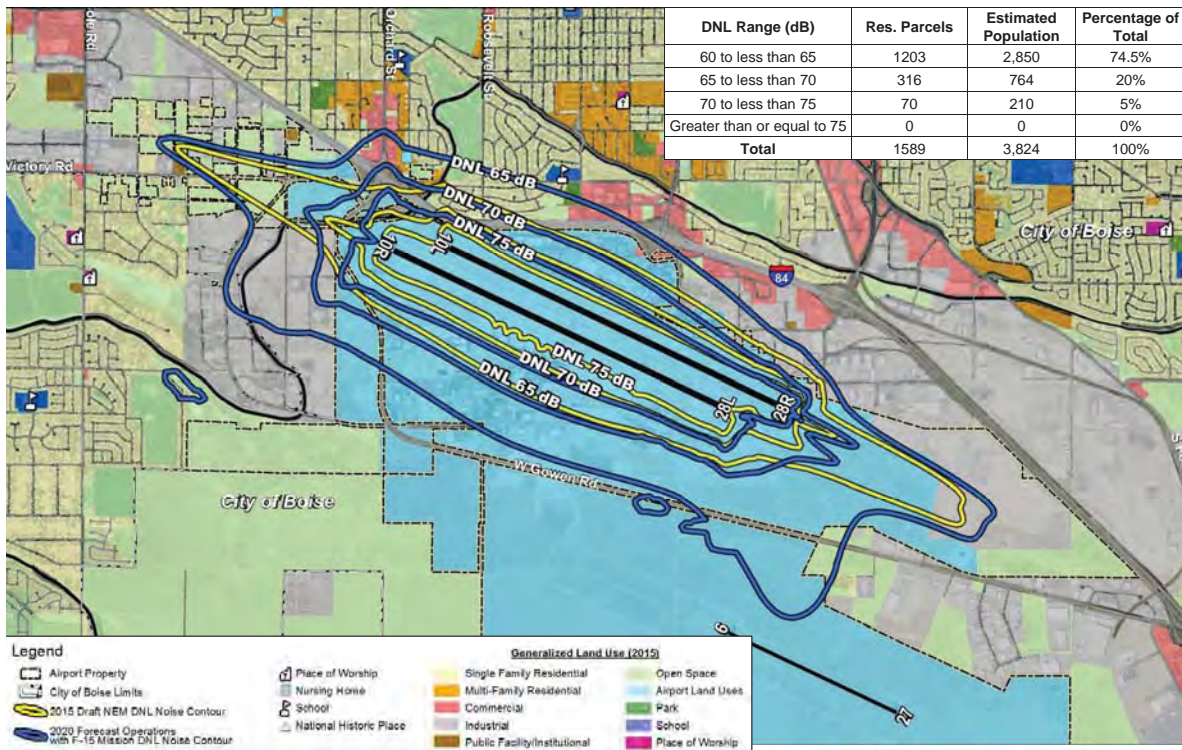 DNL Range (dB) Res. Parcels Estimated Population Percentage of Total
60 to less than 65 1203 2,850 74.5%
65 to less than 70 316 764 20%
70 to less than 75 70 210 5%
Greater than or equal to 75 0 0 0%
Total 1589 3,824 100%
ole Rd
Orchard St
Roosevelt St
Victory Rd
DNL 65 dB
DNL 70 dB
DNL 75 dB
10L
10R
City of Boise
84
DNL 75 dB
DNL 70 dB
DNL 65 dB
28L
28R
W Gowen Rd
City of Boise
9
27
Legend
Airport Property
City of Boise Limits
2015 Draft NEM DNL Noise Contour
2020 Forecast Operations
with F-15 Mission DNL Noise Contour
Place of Worship
Nursing Home
School
National Historic Place
Generalized Land Use (2015)
Single Family Residential
Multi-Family Residential
Commercial
Industrial
Public Facility/Institutional
Open Space
Airport Land Uses
Park
School
Place of Worship